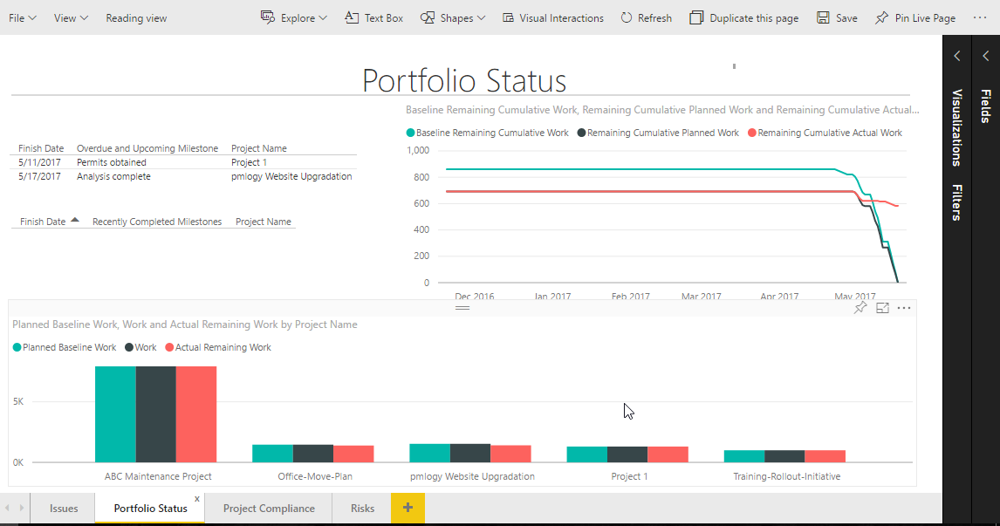 File View Reading view Explore Text Box Shapes Visual Interactions Refresh Duplicate this page Save Pin Live Page ...
Portfolio Status
Baseline Remaining Cumulative Work, Remaining Cumulative Planned Work and Remaining Cumulative Actual...
Baseline Remaining Cumulative Work Remaining Cumulative Planned Work Remaining Cumulative Actual Work
Finish Date Overdue and Upcoming Milestone Project Name
5/11/2017 Permits obtained Project 1
5/17/2017 Analysis complete pmlogy Website Upgradation
Finish Date Recently Completed Milestones Project Name
1,000
800
600
400
200
0
Dec 2016 Jan 2017 Feb 2017 Mar 2017 Apr 2017 May 2017
Planned Baseline Work, Work and Actual Remaining Work by Project Name
Planned Baseline Work Work Actual Remaining Work
5K
0K
ABC Maintenance Project Office-Move-Plan pmlogy Website Upgradation Project 1 Training-Rollout-Initiative
Visualizations
Filters
Fields
Issues Portfolio Status x Project Compliance Risks +